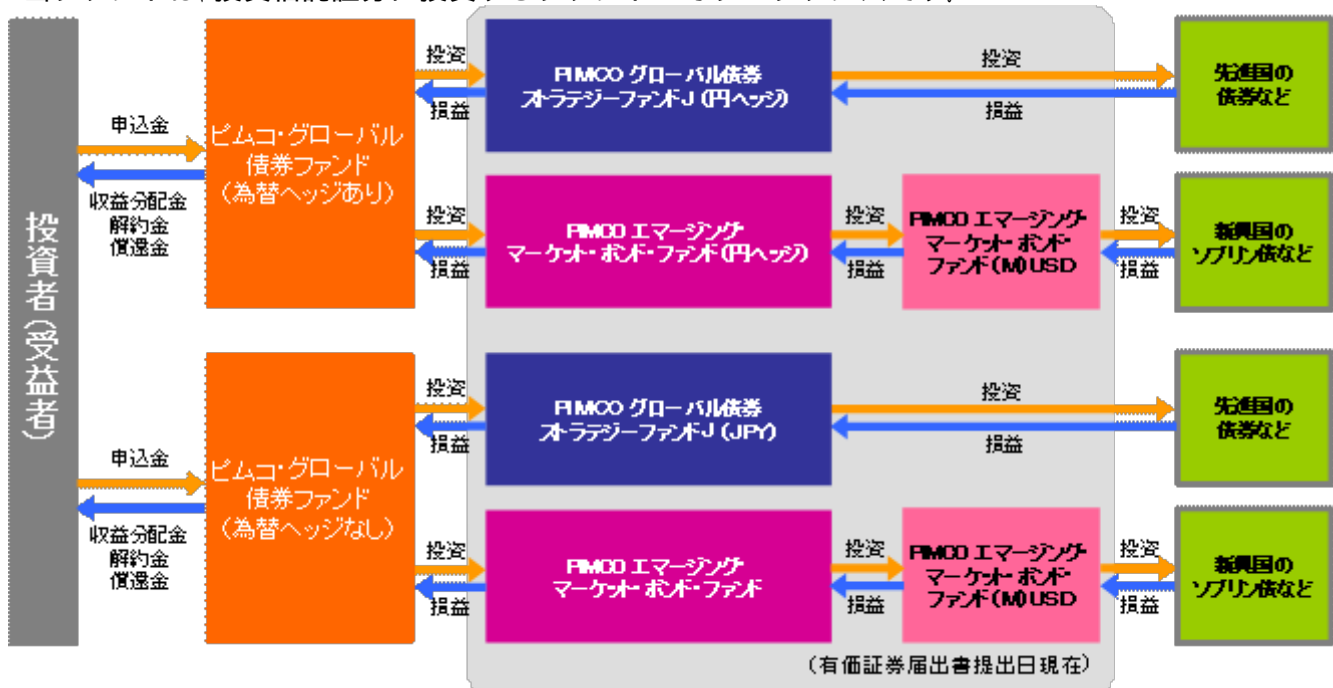 投資者(受益者)
申込金
収益分配金
解約金
償還金
ピムコ・グローバル
債券ファンド
(為替ヘッジあり)
投資
損益
PIMCO グローバル債券
ストラテジーファンドJ (円ヘッジ)
投資
損益
先進国の
債券など
投資
損益
PIMCO エマージング・
マーケット・ボンド・ファンド(円ヘッジ)
投資
損益
PIMCO エマージング・
マーケット・ボンド・
ファンド(M)USD
投資
損益
新興国の
ソブリン債など
申込金
収益分配金
解約金
償還金
ピムコ・グローバル
債券ファンド
(為替ヘッジなし)
投資
損益
PIMCO グローバル債券
ストラテジーファンドJ (JPY)
投資
損益
先進国の
債券など
投資
損益
PIMCO エマージング・
マーケット・ボンド・ファンド
投資
損益
PIMCO エマージング・
マーケット・ボンド・
ファンド(M)USD
投資
損益
新興国の
ソブリン債など
(有価証券届出書提出日現在)